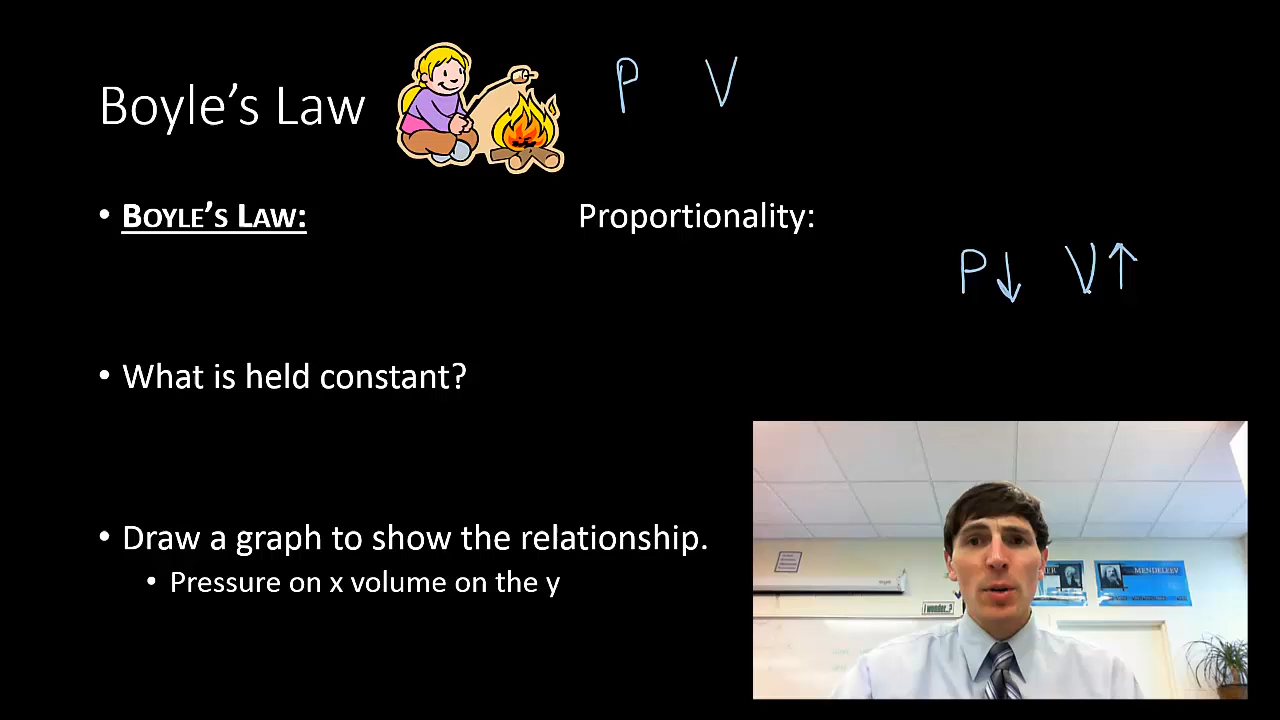 Boyle's Law
P V
• BOYLE'S LAW:
Proportionality:
P↓ V↑
• What is held constant?
• Draw a graph to show the relationship.
• Pressure on x volume on the y
I wonder..?
MENDELEEV